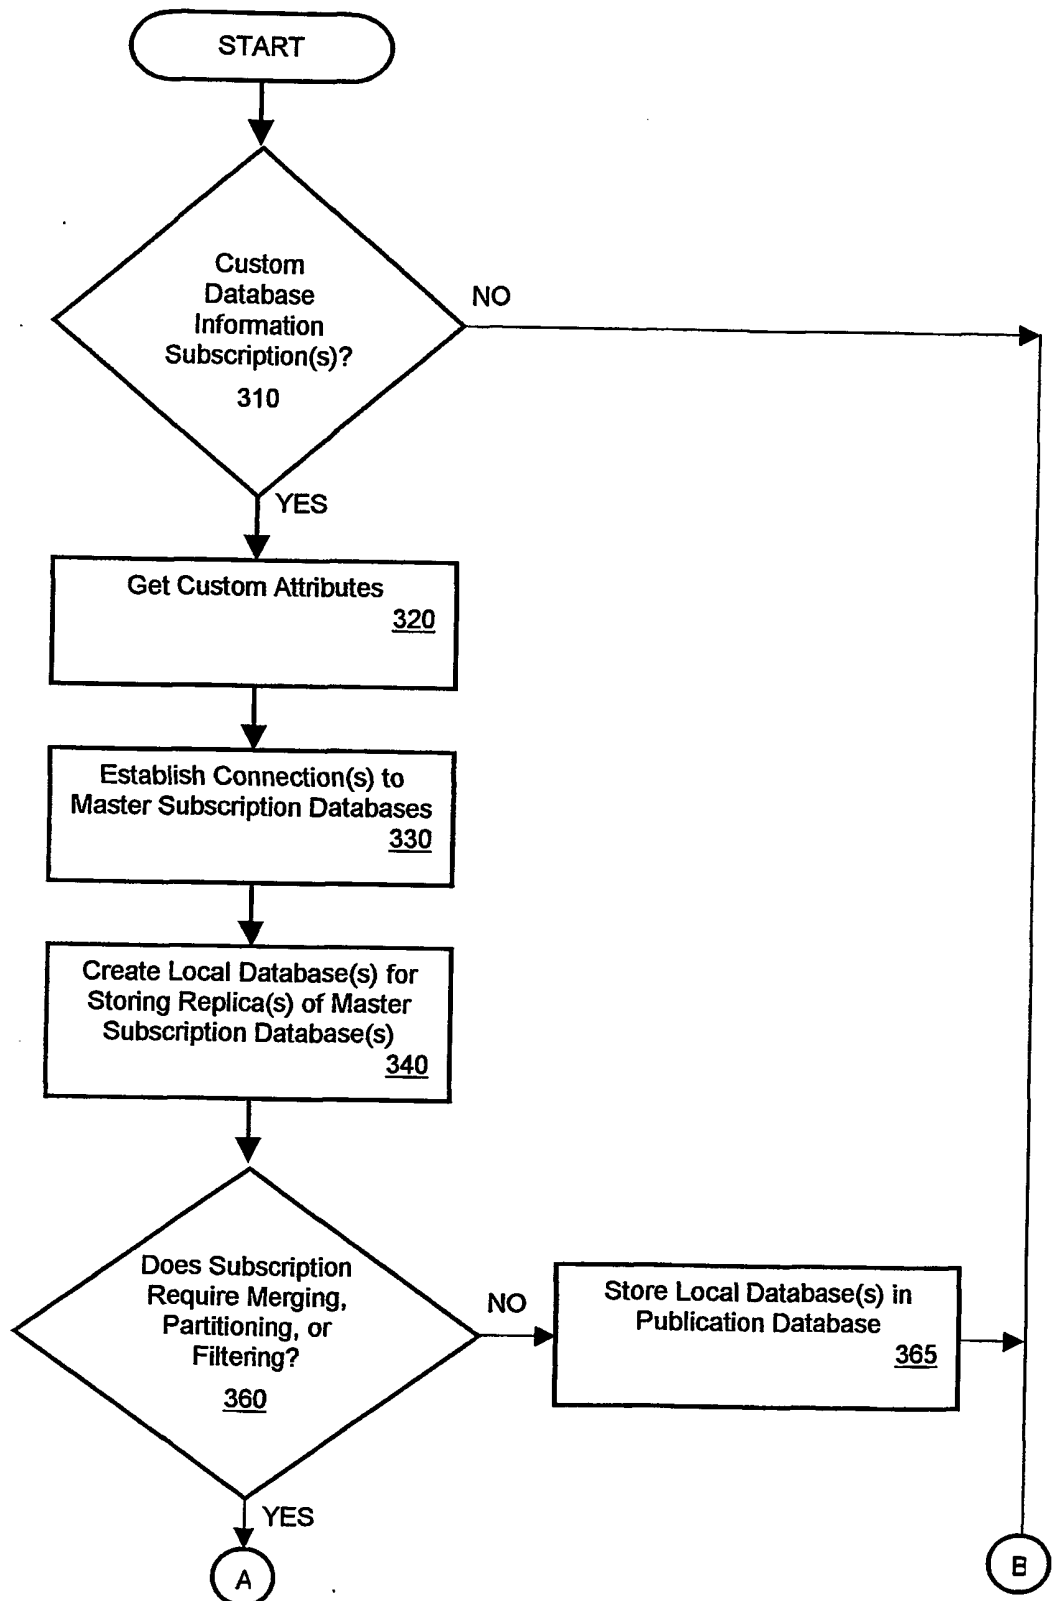 START
Custom
Database
Information
Subscription(s)?
310
NO
YES
Get Custom Attributes
320
Establish Connection(s) to
Master Subscription Databases
330
Create Local Database(s) for
Storing Replica(s) of Master
Subscription Database(s)
340
Does Subscription
Require Merging,
Partitioning, or
Filtering?
360
NO
Store Local Database(s) in
Publication Database
365
YES
A
B